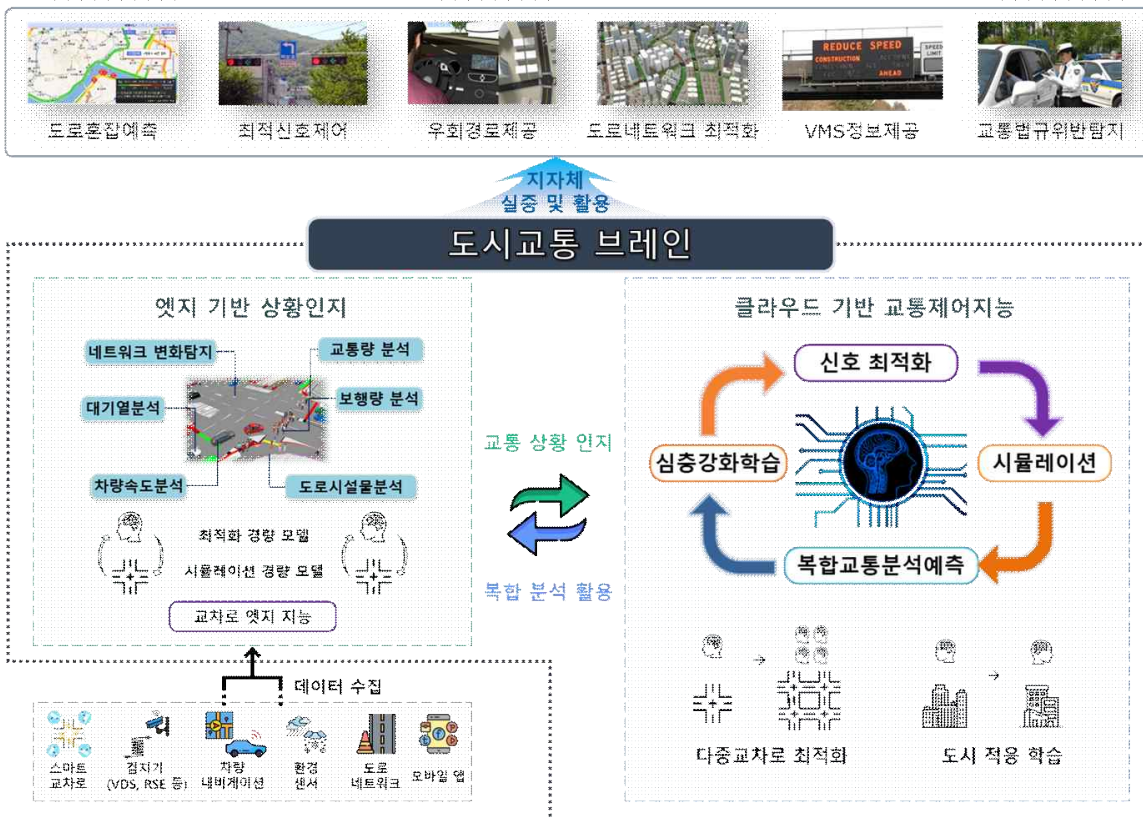 REDUCE SPEED
CONSTRUCTION
AHEAD
SPEED
LIMIT
도로혼잡예측
최적신호제어
우회경로제공
도로네트워크 최적화
VMS정보제공
교통법규위반탐지
지자체
실증 및 활용
도시교통 브레인
엣지 기반 상황인지
네트워크 변화탐지
교통량 분석
대기열분석
보행량 분석
차량속도분석
도로시설물분석
최적화 경량 모델
시뮬레이션 경량 모델
교차로 엣지 지능
교통 상황 인지
복합 분석 활용
클라우드 기반 교통제어지능
신호 최적화
심층강화학습
시뮬레이션
복합교통분석예측
다중교차로 최적화
도시 적응 학습
데이터 수집
스마트
교차로
검지기
(VDS, RSE 등)
차량
내비게이션
환경
센서
도로
네트워크
모바일 앱